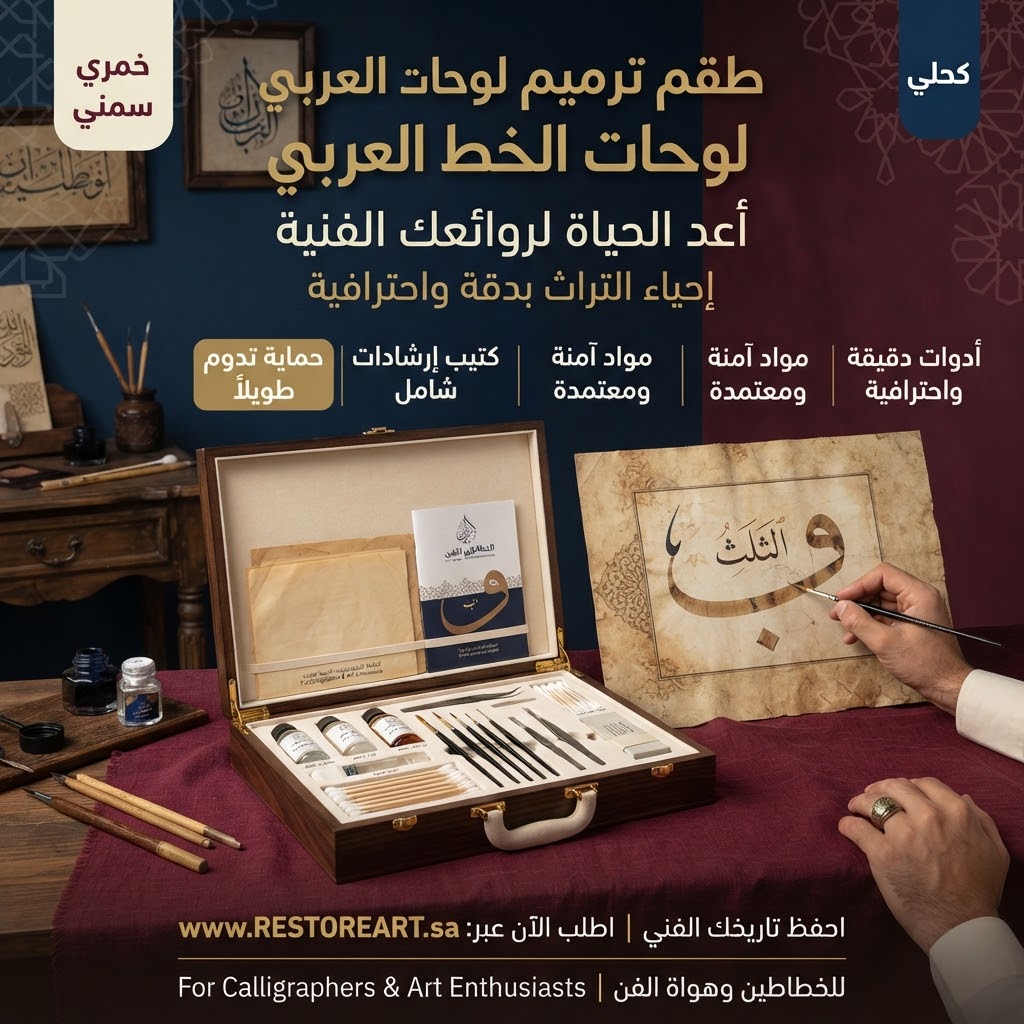 خمري
سمني
كحلي
طقم ترميم لوحات العربي
لوحات الخط العربي
أعد الحياة لروائعك الفنية
إحياء التراث بدقة واحترافية
أدوات دقيقة
واحترافية
مواد آمنة
ومعتمدة
مواد آمنة
ومعتمدة
كتيب إرشادات
شامل
حماية تدوم
طويلاً
الثَلَثُ
احفظ تاريخك الفني | اطلب الآن عبر: www.RESTOREART.sa
للخطاطين وهواة الفن | For Calligraphers & Art Enthusiasts